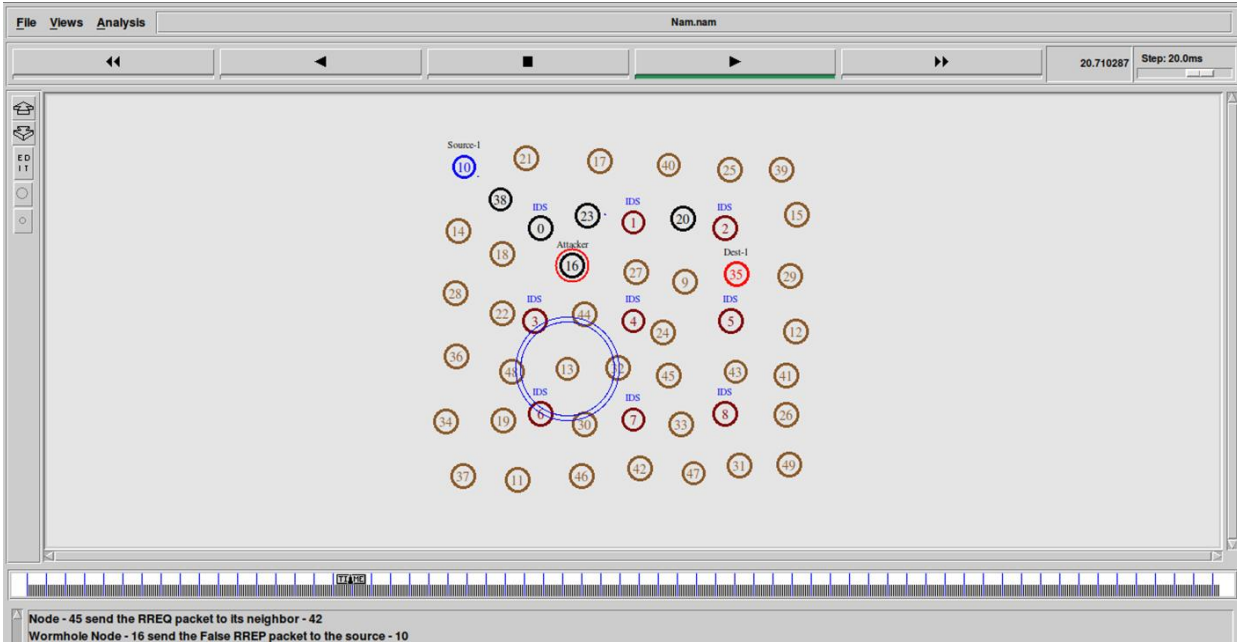 File Views Analysis Nam.nam
20.710287 Step: 20.0ms
E D
I T
Source-1
10 21 17 40 25 39
38
IDS IDS IDS
0 23 1 20 2 15
14
Attacker Dest-1
18 16 27 9 35 29
28
IDS IDS IDS
22 3 44 4 24 5 12
36 48 13 32 45 43 41
IDS IDS IDS
34 19 6 30 7 33 8 26
37 11 46 42 47 31 49
TIME
Node - 45 send the RREQ packet to its neighbor - 42
Wormhole Node - 16 send the False RREP packet to the source - 10